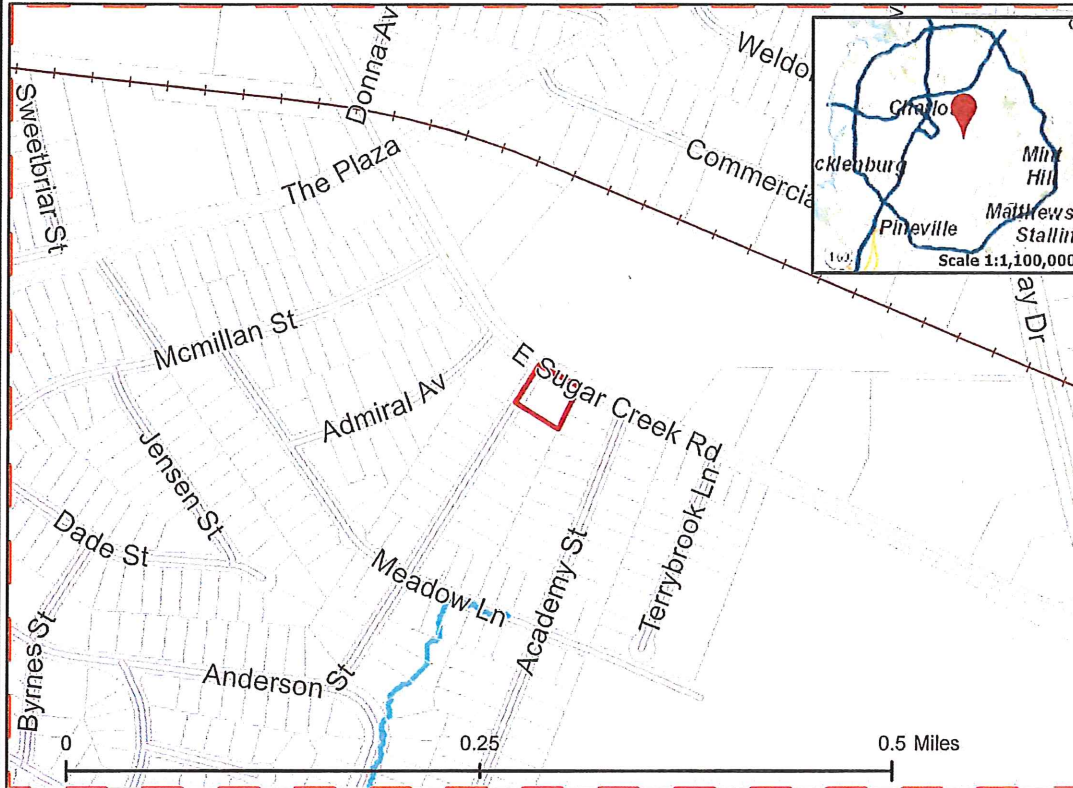 Donna Av
Weldo
Sweetbriar St
The Plaza
Commercia
Charlo
cklenburg
Mint
Hill
Matthews
Stallin
Pineville
Scale 1:1,100,000
ay Dr
Mcmillan St
E Sugar Creek Rd
Admiral Av
Jensen St
Terrybrook Ln
Dade St
Meadow Ln
Academy St
Byrnes St
Anderson St
0 0.25 0.5 Miles